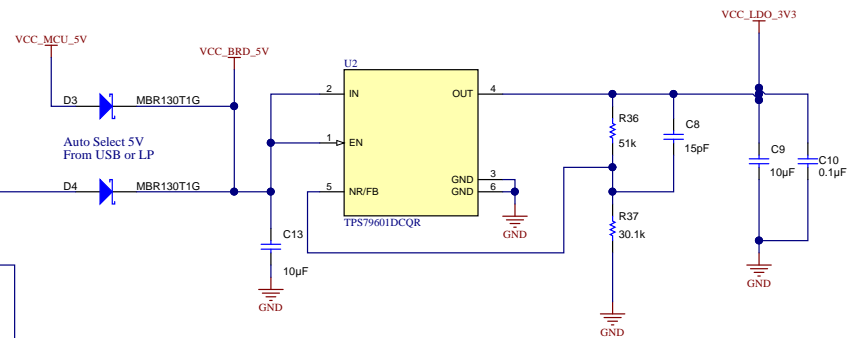 VCC_LDO_3V3
VCC_MCU_5V
VCC_BRD_5V
U2
D3
MBR130T1G
2
IN
OUT
4
R36
51k
C8
15pF
Auto Select 5V
From USB or LP
1
EN
C9
10µF
C10
0.1µF
D4
MBR130T1G
5
NR/FB
GND
3
GND
6
TPS79601DCQR
R37
30.1k
C13
10µF
GND
GND
GND
GND